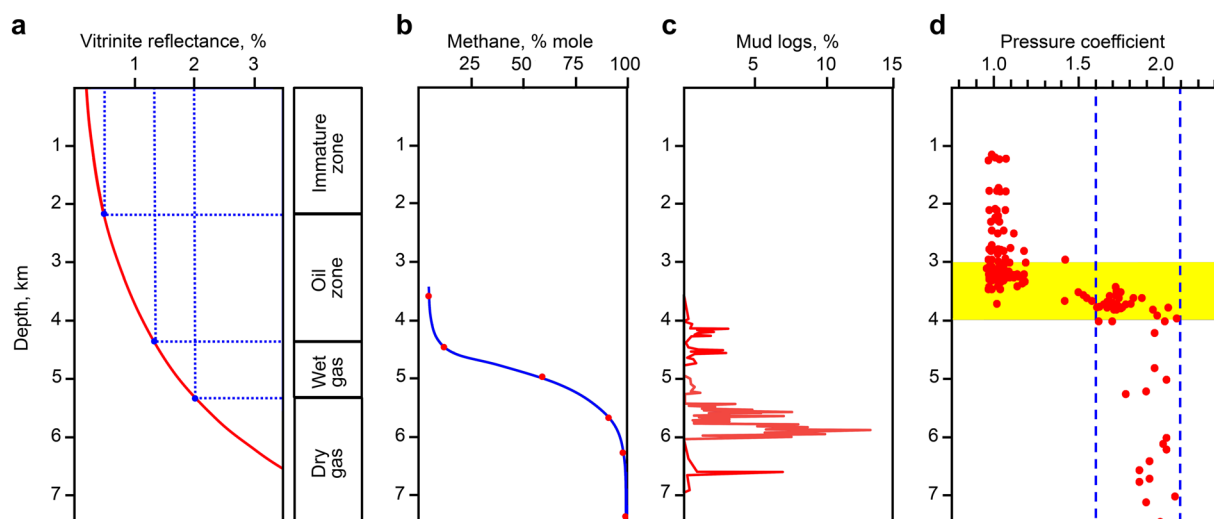 a
Vitrinite reflectance, %
1 2 3
Depth, km
1
2
3
4
5
6
7
Immature
zone
Oil
zone
Wet
gas
Dry
gas
b
Methane, % mole
25 50 75 100
1
2
3
4
5
6
7
c
Mud logs, %
5 10 15
1
2
3
4
5
6
7
d
Pressure coefficient
1.0 1.5 2.0
1
2
3
4
5
6
7